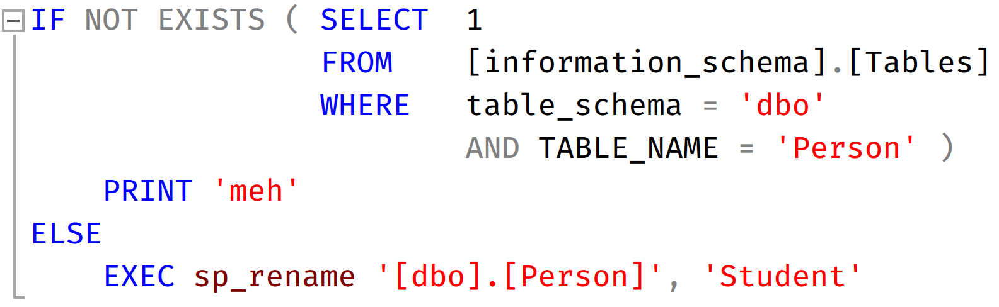 IF NOT EXISTS ( SELECT 1
FROM [information_schema].[Tables]
WHERE table_schema = 'dbo'
AND TABLE_NAME = 'Person' )
PRINT 'meh'
ELSE
EXEC sp_rename '[dbo].[Person]', 'Student'